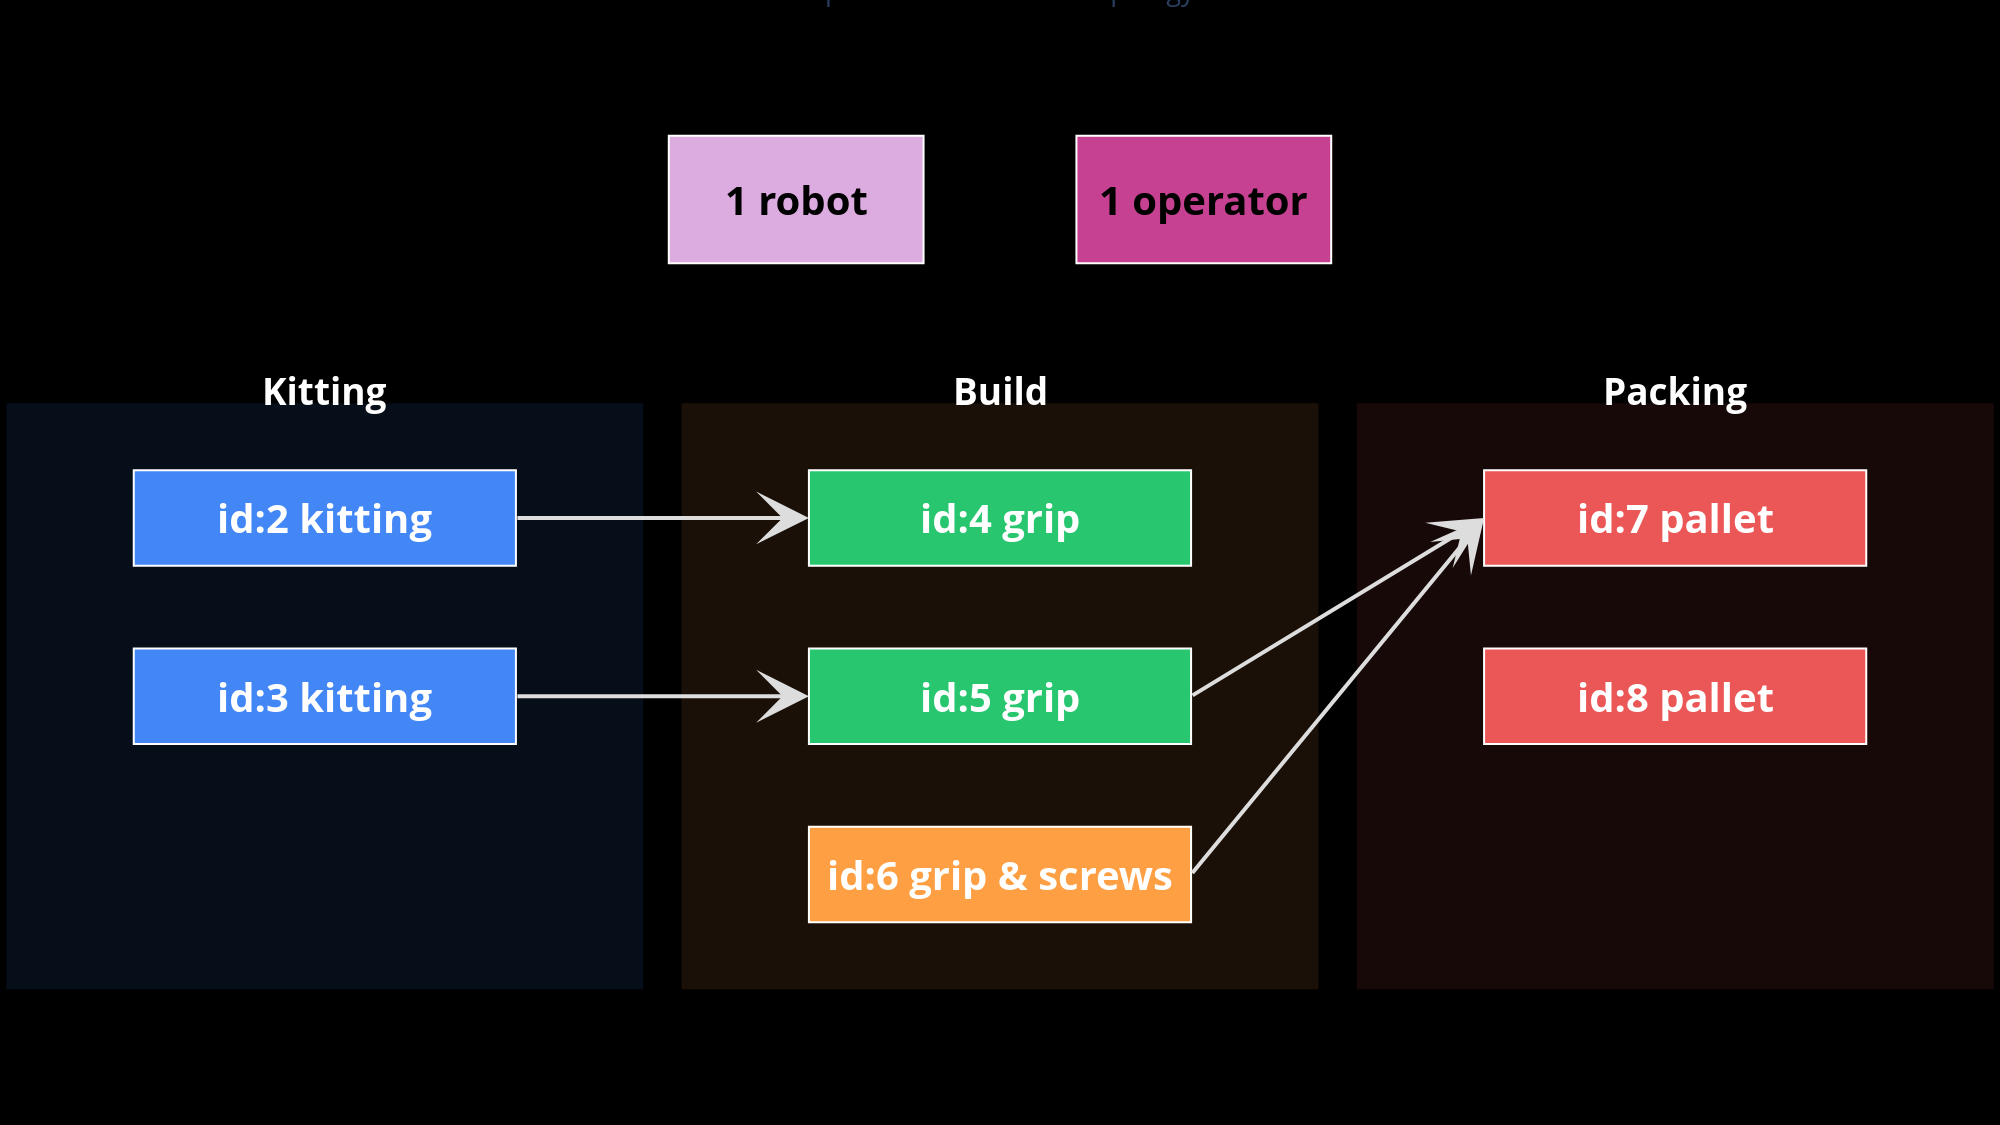 1 robot
1 operator
Kitting
Build
Packing
id:2 kitting
id:4 grip
id:7 pallet
id:3 kitting
id:5 grip
id:8 pallet
id:6 grip & screws